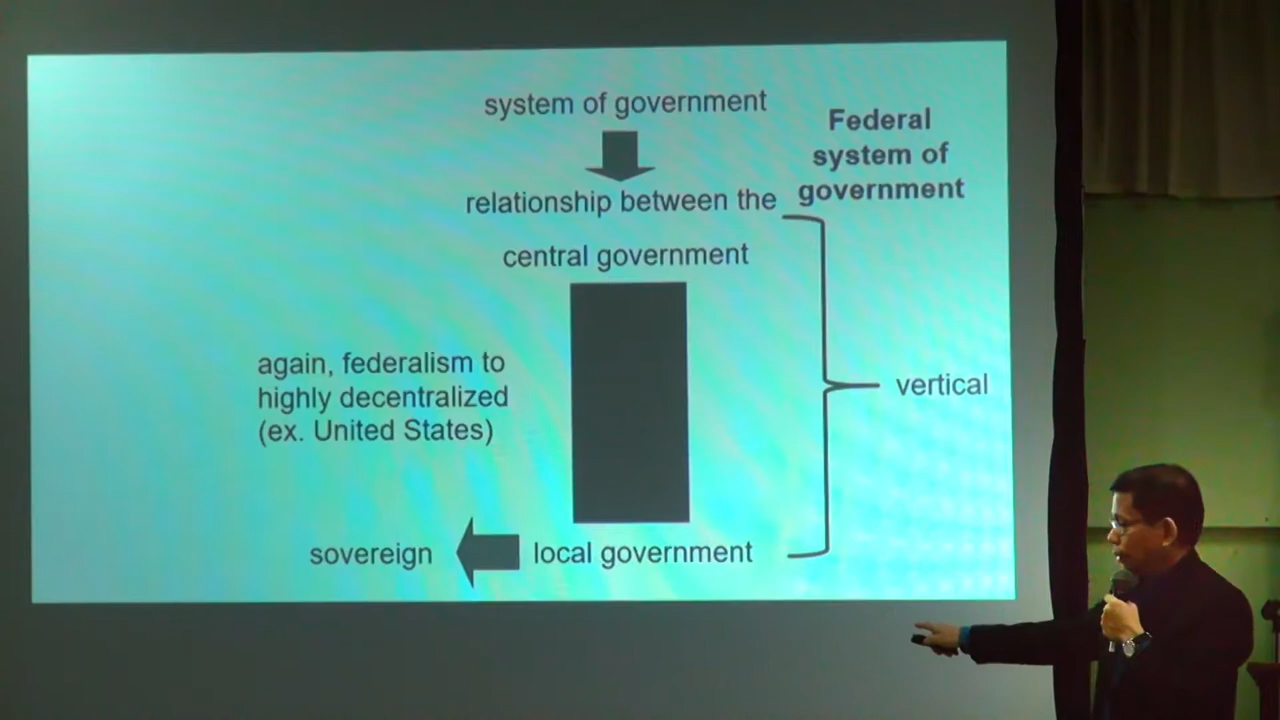 system of government
Federal
system of
government
relationship between the
central government
again, federalism to
highly decentralized
(ex. United States)
vertical
sovereign
local government